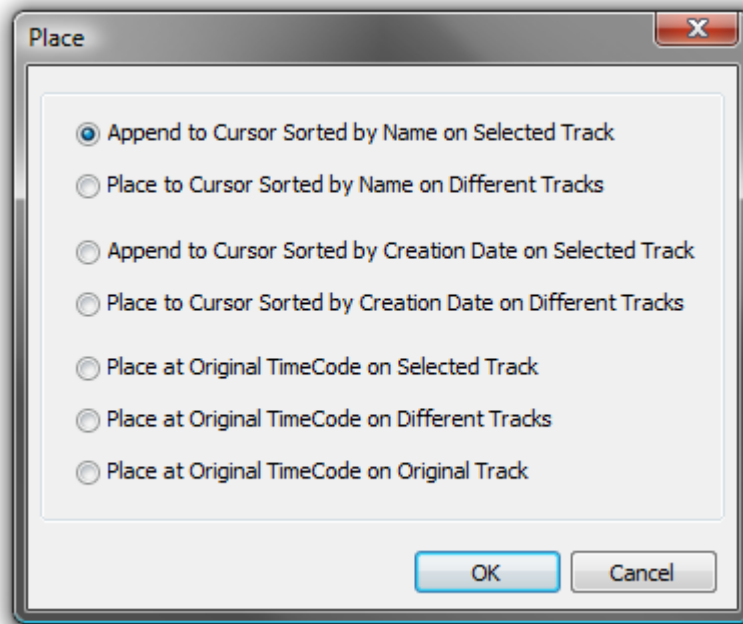 Place
Append to Cursor Sorted by Name on Selected Track
Place to Cursor Sorted by Name on Different Tracks
Append to Cursor Sorted by Creation Date on Selected Track
Place to Cursor Sorted by Creation Date on Different Tracks
Place at Original TimeCode on Selected Track
Place at Original TimeCode on Different Tracks
Place at Original TimeCode on Original Track
OK Cancel